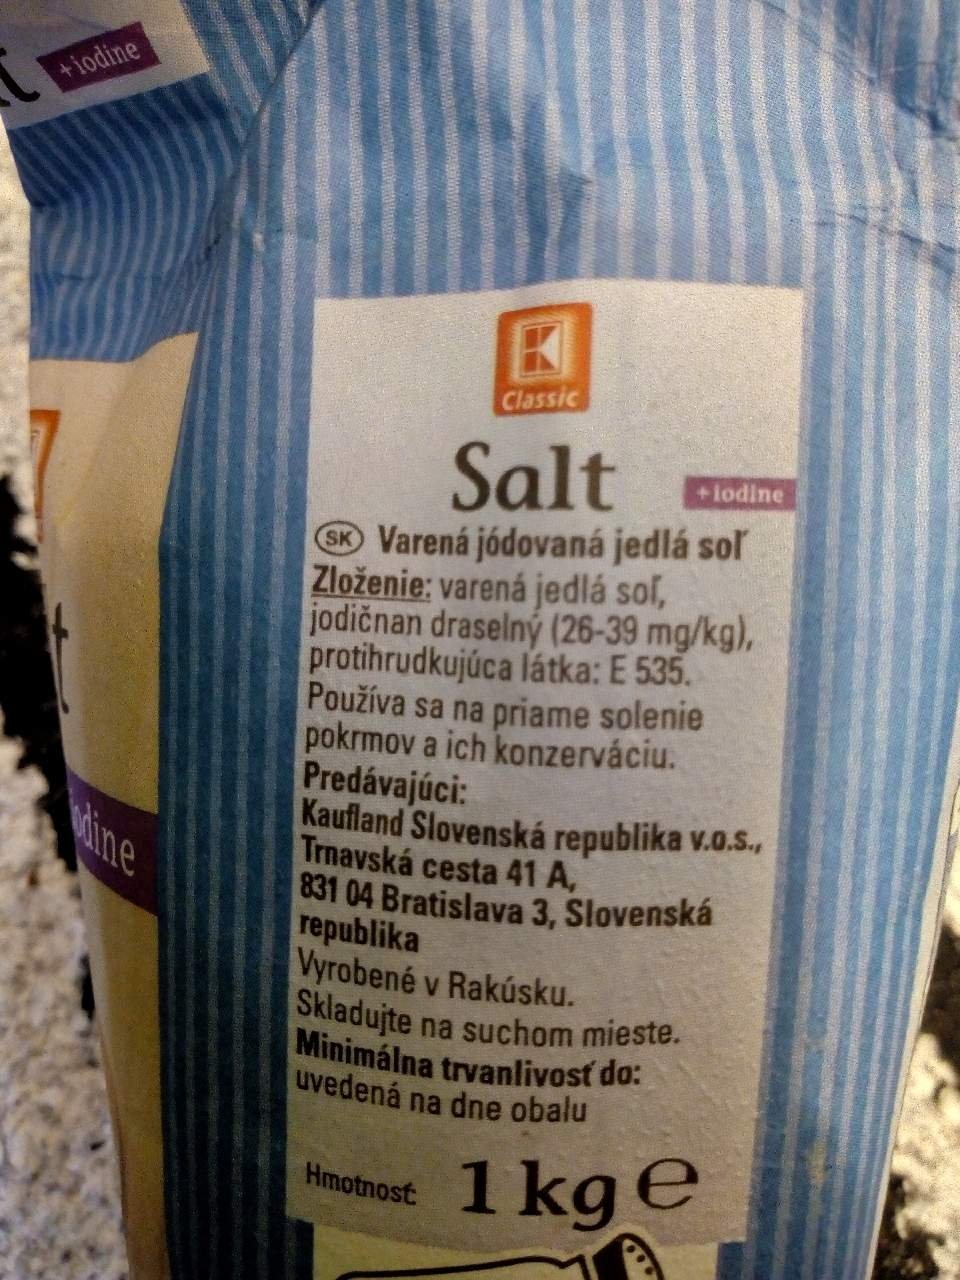 +iodine
K
Classic
Salt
+iodine
SK Varená jódovaná jedlá soľ
Zloženie: varená jedlá soľ,
jodičnan draselný (26-39 mg/kg),
protihrudkujúca látka: E 535.
Používa sa na priame solenie
pokrmov a ich konzerváciu.
Predávajúci:
Kaufland Slovenská republika v.o.s.,
Trnavská cesta 41 A,
831 04 Bratislava 3, Slovenská
republika
Vyrobené v Rakúsku.
Skladujte na suchom mieste.
Minimálna trvanlivosť do:
uvedená na dne obalu
Hmotnosť: 1 kg e